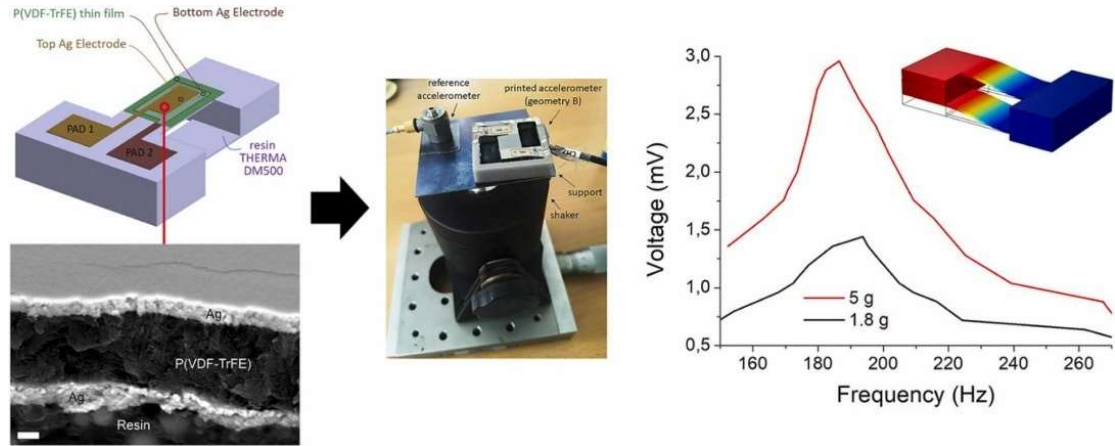 P(VDF-TrFE) thin film
Bottom Ag Electrode
Top Ag Electrode
PAD 1
PAD 2
resin
THERMA
DM500
Ag
P(VDF-TrFE)
Ag
Resin
reference
accelerometer
printed accelerometer
(geometry B)
support
shaker
3,0
2,5
2,0
1,5
1,0
0,5
Voltage (mV)
5 g
1.8 g
160 180 200 220 240 260
Frequency (Hz)